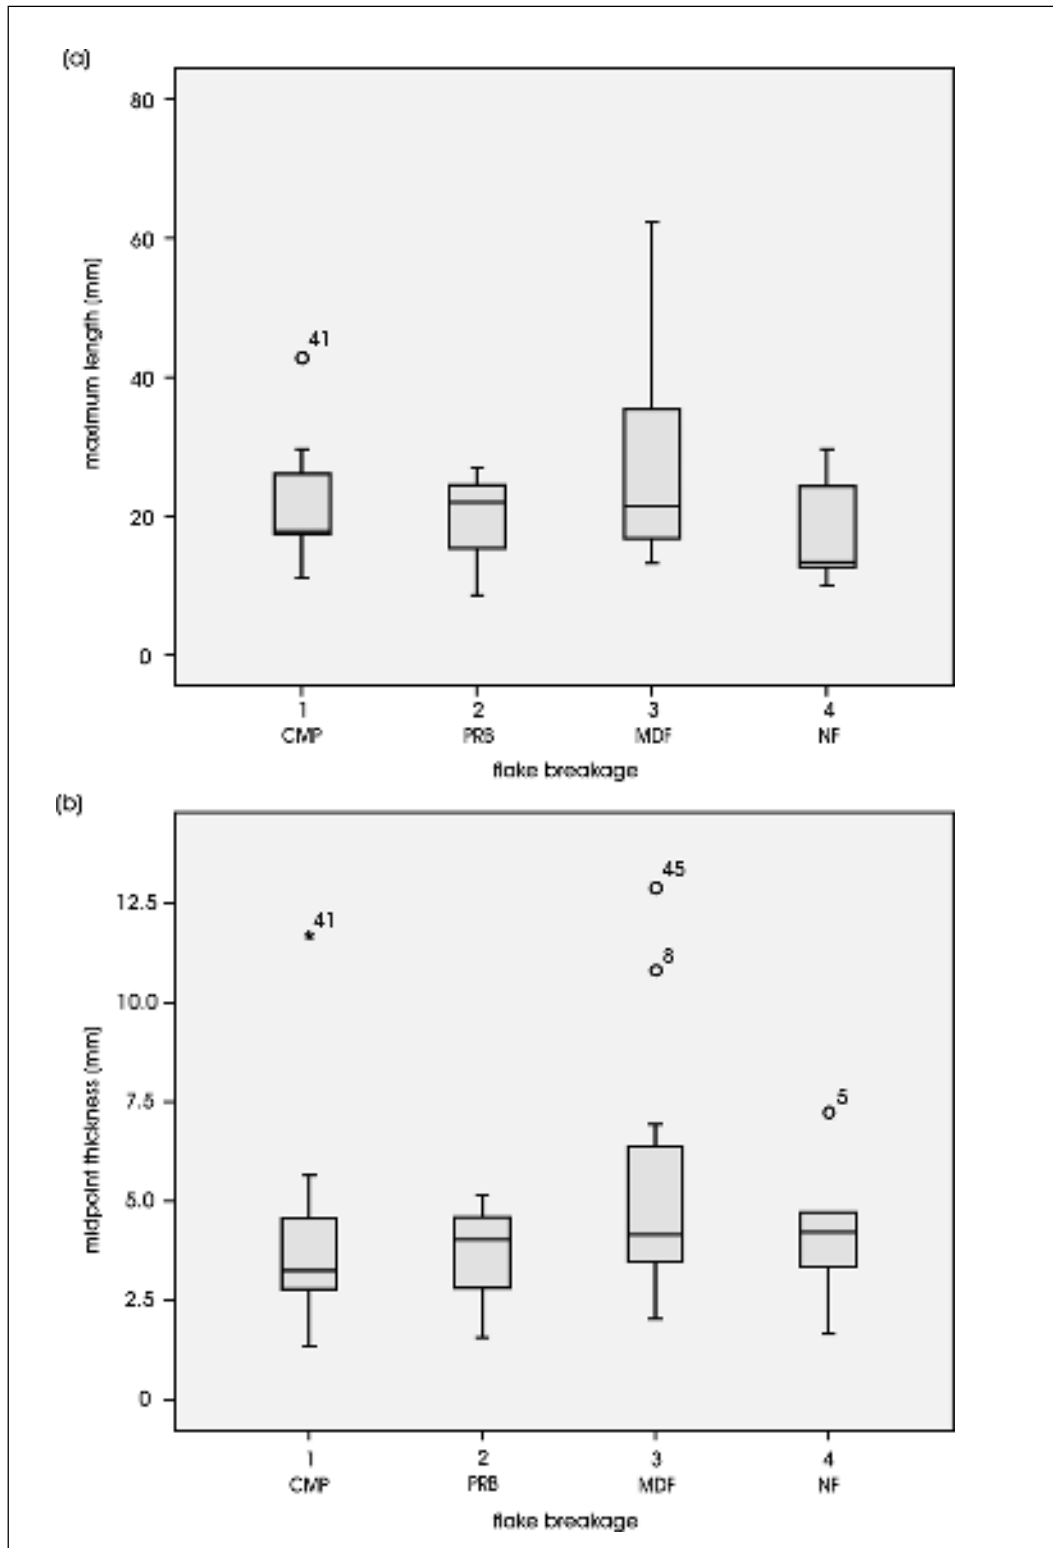 (a)
80
60
40
20
0
maximum length (mm)
41
1 2 3 4
CMP PRB MDF NF
flake breakage
(b)
12.5
10.0
7.5
5.0
2.5
0
midpoint thickness (mm)
41
45
8
5
1 2 3 4
CMP PRB MDF NF
flake breakage